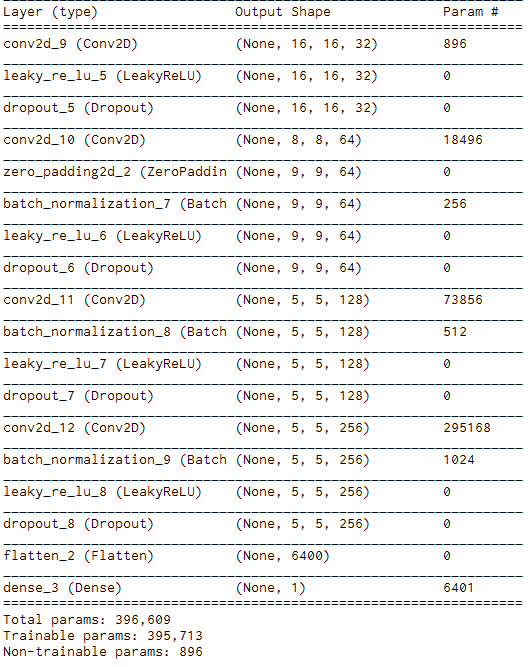 Layer (type) Output Shape Param #
conv2d_9 (Conv2D) (None, 16, 16, 32) 896
leaky_re_lu_5 (LeakyReLU) (None, 16, 16, 32) 0
dropout_5 (Dropout) (None, 16, 16, 32) 0
conv2d_10 (Conv2D) (None, 8, 8, 64) 18496
zero_padding2d_2 (ZeroPaddin (None, 9, 9, 64) 0
batch_normalization_7 (Batch (None, 9, 9, 64) 256
leaky_re_lu_6 (LeakyReLU) (None, 9, 9, 64) 0
dropout_6 (Dropout) (None, 9, 9, 64) 0
conv2d_11 (Conv2D) (None, 5, 5, 128) 73856
batch_normalization_8 (Batch (None, 5, 5, 128) 512
leaky_re_lu_7 (LeakyReLU) (None, 5, 5, 128) 0
dropout_7 (Dropout) (None, 5, 5, 128) 0
conv2d_12 (Conv2D) (None, 5, 5, 256) 295168
batch_normalization_9 (Batch (None, 5, 5, 256) 1024
leaky_re_lu_8 (LeakyReLU) (None, 5, 5, 256) 0
dropout_8 (Dropout) (None, 5, 5, 256) 0
flatten_2 (Flatten) (None, 6400) 0
dense_3 (Dense) (None, 1) 6401
Total params: 396,609
Trainable params: 395,713
Non-trainable params: 896